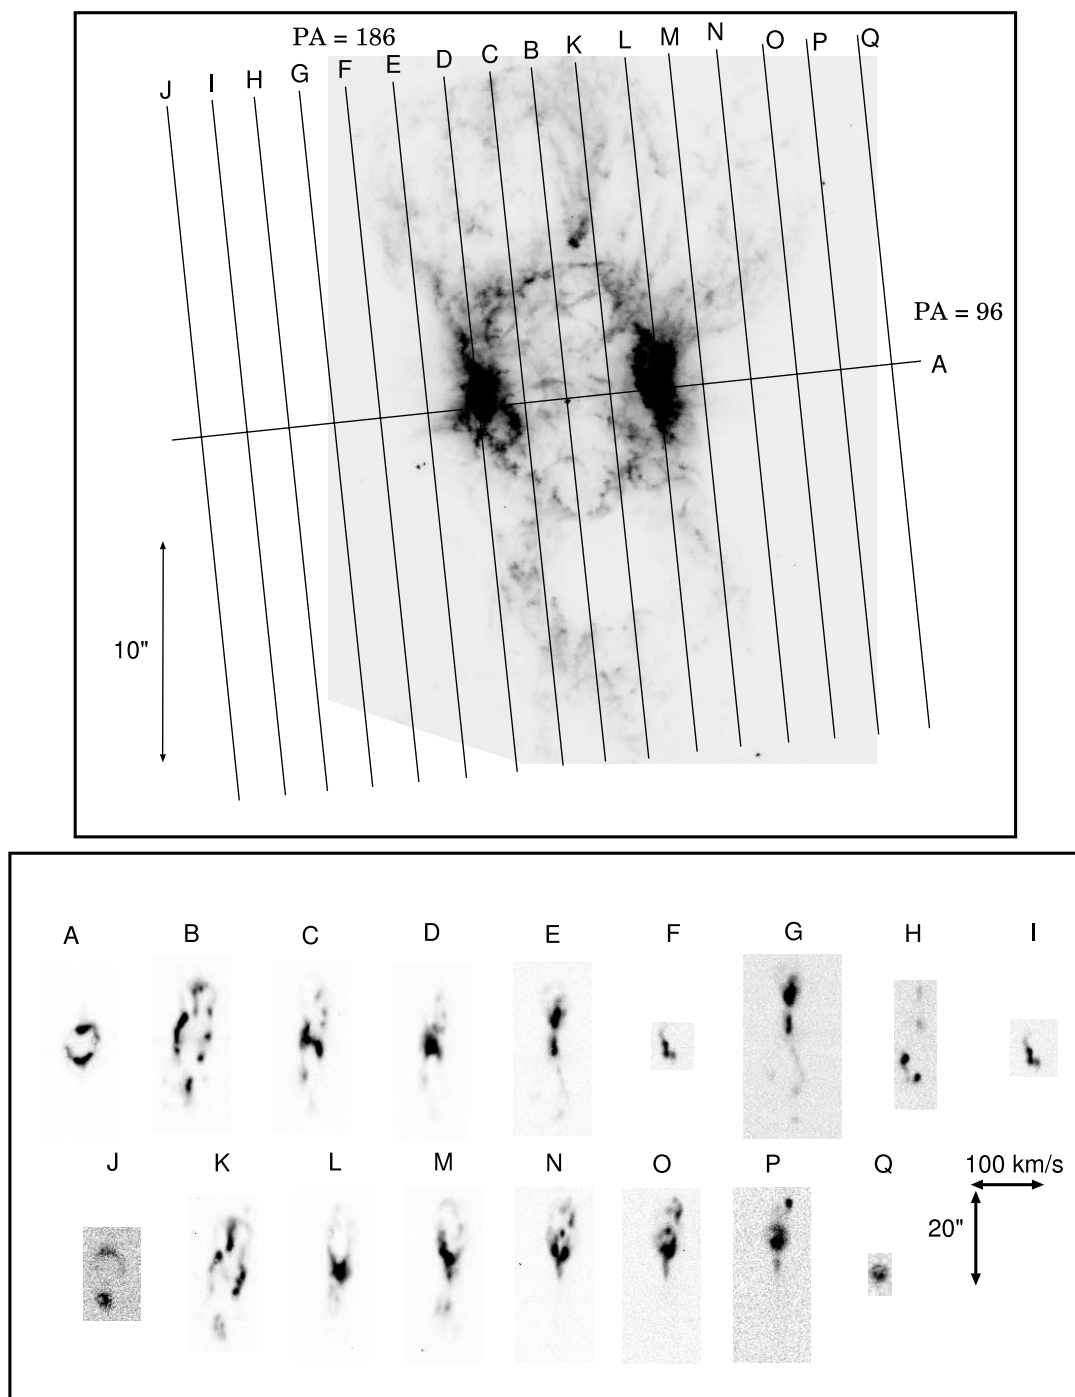 PA = 186
J I H G F E D C B K L M N O P Q
PA = 96
A
10"
A B C D E F G H I
J K L M N O P Q
100 km/s
20"